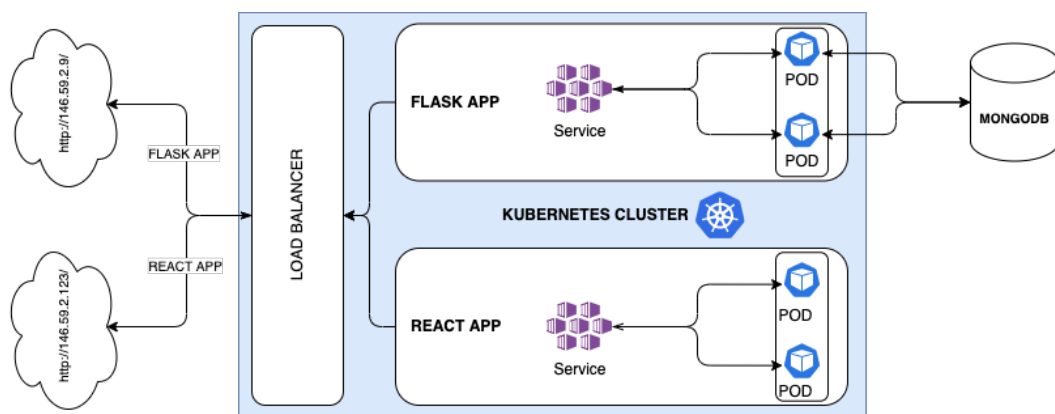 http://146.59.2.9/
FLASK APP
REACT APP
http://146.59.2.123/
LOAD BALANCER
FLASK APP
Service
POD
POD
MONGODB
KUBERNETES CLUSTER
REACT APP
Service
POD
POD